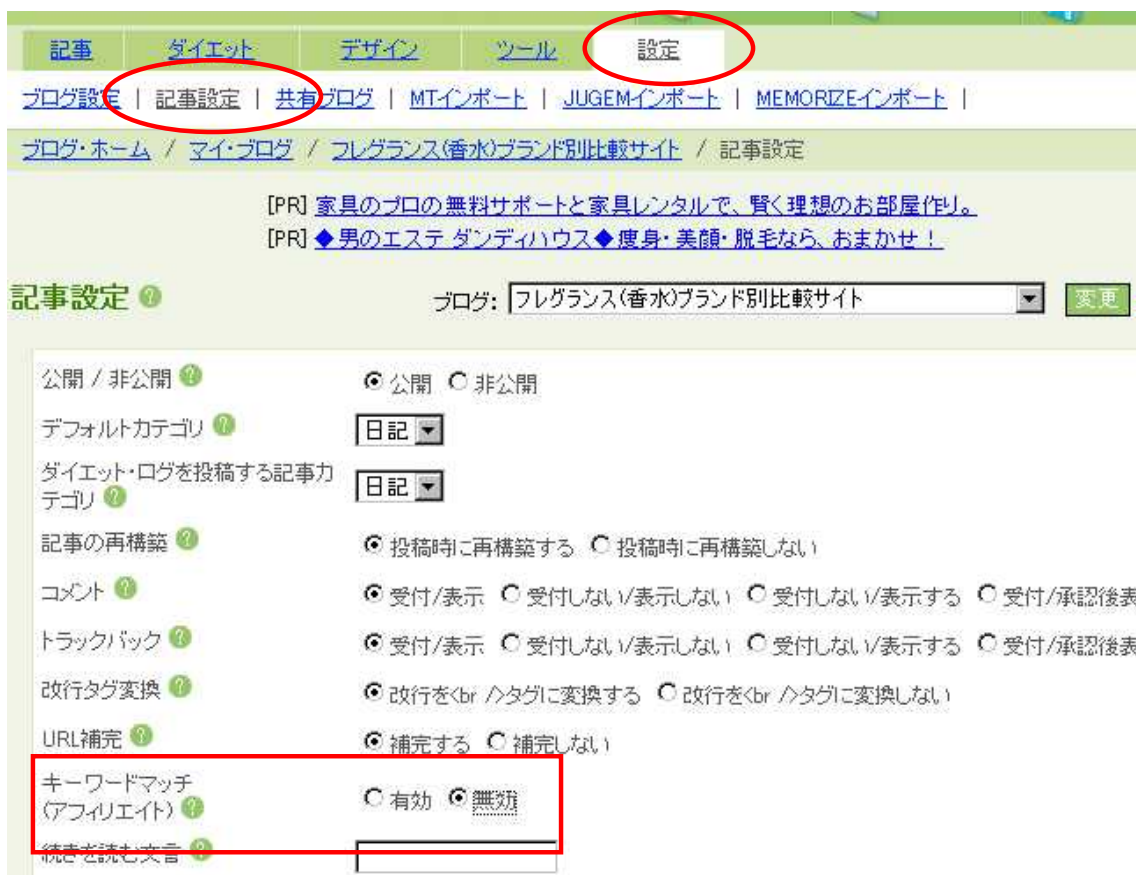 記事 ダイエット デザイン ツール 設定
ブログ設定 | 記事設定 | 共有ブログ | MTインポート | JUGEMインポート | MEMORIZEインポート |
ブログ・ホーム / マイ・ブログ / フレグランス(香水)ブランド別比較サイト / 記事設定
[PR] 家具のプロの無料サポートと家具レンタルで、賢く理想のお部屋作り。
[PR] ◆男のエステ ダンディハウス◆痩身・美顔・脱毛なら、おまかせ！
記事設定 ? ブログ: フレグランス(香水)ブランド別比較サイト 変更
公開 / 非公開 ? 公開 非公開
デフォルトカテゴリ ? 日記
ダイエット・ログを投稿する記事カ
テゴリ ? 日記
記事の再構築 ? 投稿時に再構築する 投稿時に再構築しない
コメント ? 受付/表示 受付しない/表示しない 受付しない/表示する 受付/承認後表
トラックバック ? 受付/表示 受付しない/表示しない 受付しない/表示する 受付/承認後表
改行タグ変換 ? 改行を<br />タグに変換する 改行を<br />タグに変換しない
URL補完 ? 補完する 補完しない
キーワードマッチ
(アフィリエイト) ? 有効 無効
続きを読む文言 ?